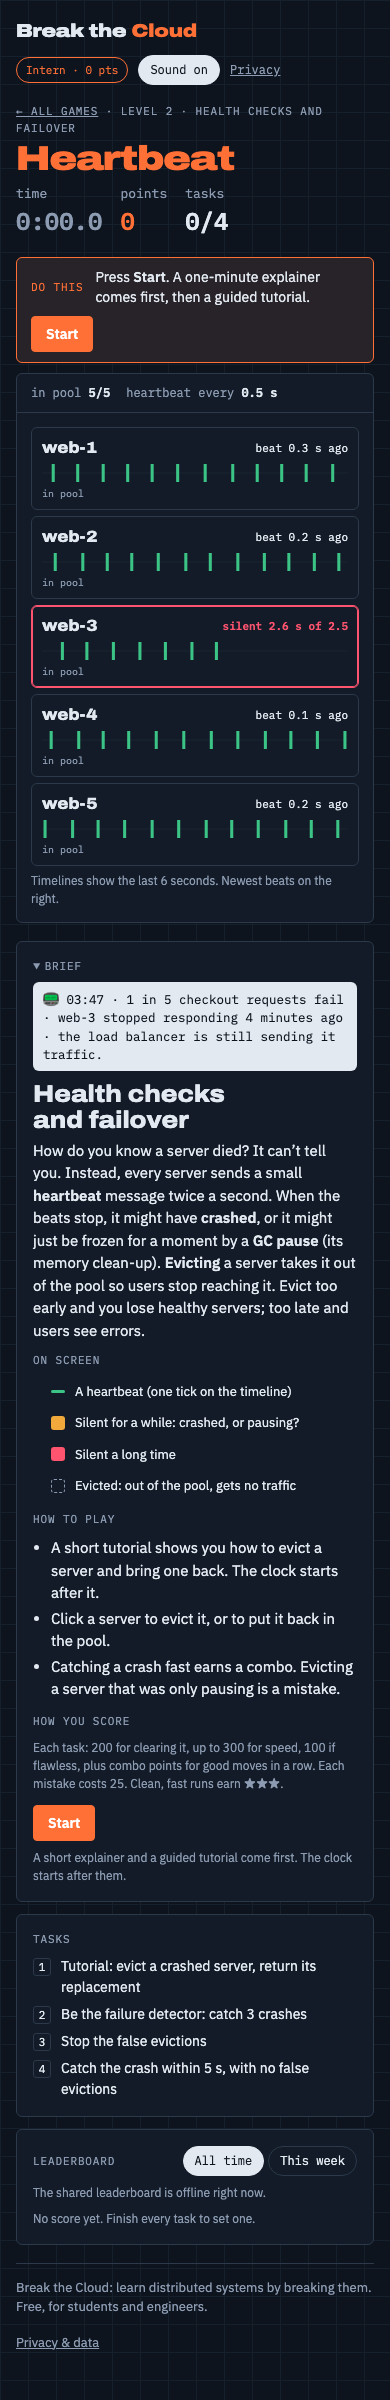 Break the Cloud
Intern · 0 pts
Sound on
Privacy
← ALL GAMES · LEVEL 2 · HEALTH CHECKS AND
FAILOVER
Heartbeat
time points tasks
0:00.0 0 0/4
DO THIS
Press Start. A one-minute explainer
comes first, then a guided tutorial.
Start
in pool 5/5 heartbeat every 0.5 s
web-1 beat 0.3 s ago
in pool
web-2 beat 0.2 s ago
in pool
web-3 silent 2.6 s of 2.5
in pool
web-4 beat 0.1 s ago
in pool
web-5 beat 0.2 s ago
in pool
Timelines show the last 6 seconds. Newest beats on the
right.
▼ BRIEF
📟 03:47 · 1 in 5 checkout requests fail
· web-3 stopped responding 4 minutes ago
· the load balancer is still sending it
traffic.
Health checks
and failover
How do you know a server died? It can’t tell
you. Instead, every server sends a small
heartbeat message twice a second. When the
beats stop, it might have crashed, or it might
just be frozen for a moment by a GC pause (its
memory clean-up). Evicting a server takes it out
of the pool so users stop reaching it. Evict too
early and you lose healthy servers; too late and
users see errors.
ON SCREEN
A heartbeat (one tick on the timeline)
Silent for a while: crashed, or pausing?
Silent a long time
Evicted: out of the pool, gets no traffic
HOW TO PLAY
• A short tutorial shows you how to evict a
server and bring one back. The clock starts
after it.
• Click a server to evict it, or to put it back in
the pool.
• Catching a crash fast earns a combo. Evicting
a server that was only pausing is a mistake.
HOW YOU SCORE
Each task: 200 for clearing it, up to 300 for speed, 100 if
flawless, plus combo points for good moves in a row. Each
mistake costs 25. Clean, fast runs earn ★★★.
Start
A short explainer and a guided tutorial come first. The clock
starts after them.
TASKS
1 Tutorial: evict a crashed server, return its
replacement
2 Be the failure detector: catch 3 crashes
3 Stop the false evictions
4 Catch the crash within 5 s, with no false
evictions
LEADERBOARD
All time
This week
The shared leaderboard is offline right now.
No score yet. Finish every task to set one.
Break the Cloud: learn distributed systems by breaking them.
Free, for students and engineers.
Privacy & data